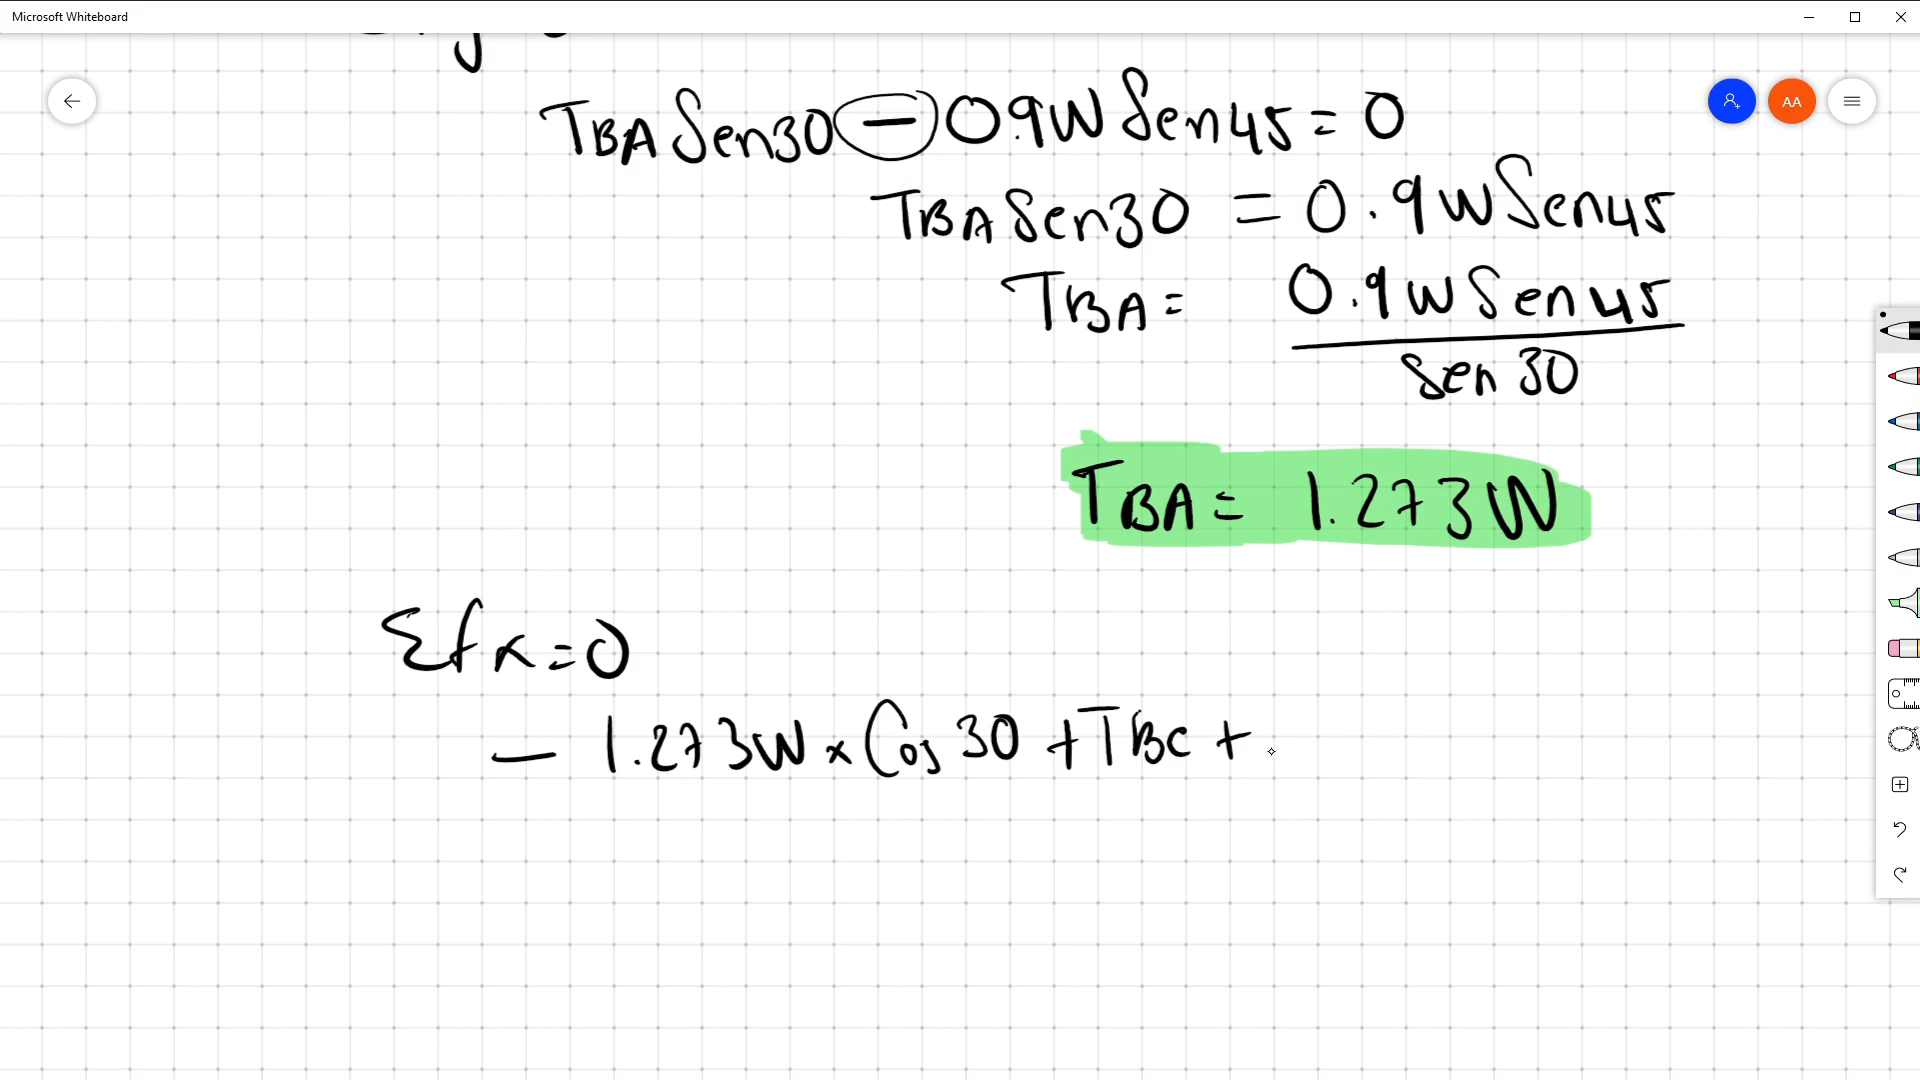 Microsoft Whiteboard
AA
TBA Sen30 - 0.9W Sen45 = 0
TBA Sen30 = 0.9W Sen45
TBA = 0.9W Sen45
Sen 30
TBA = 1.273W
Σfx=0
- 1.273W x Cos 30 + TBC +